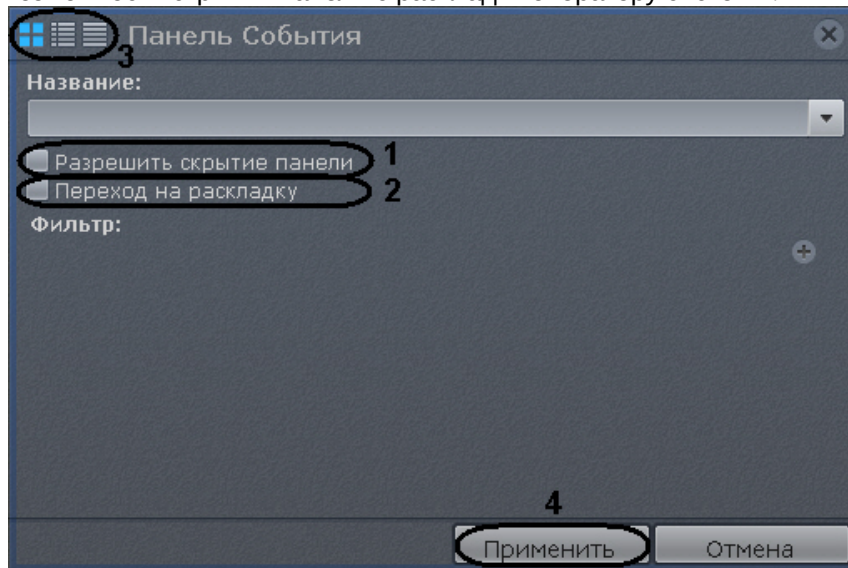 Панель События
3
Название:
Разрешить скрытие панели 1
Переход на раскладку 2
Фильтр:
4
Применить Отмена